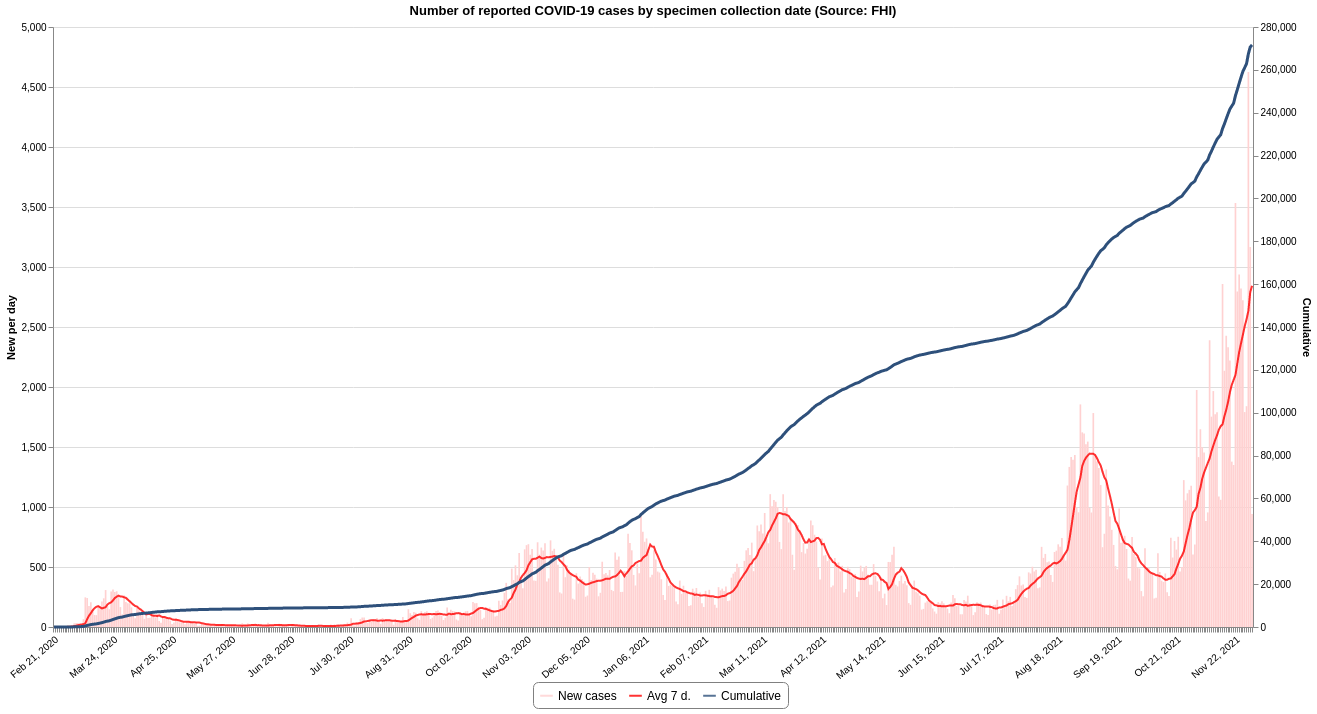 Number of reported COVID-19 cases by specimen collection date (Source: FHI)
5,000
4,500
4,000
3,500
3,000
2,500
2,000
1,500
1,000
500
0
New per day
280,000
260,000
240,000
220,000
200,000
180,000
160,000
140,000
120,000
100,000
80,000
60,000
40,000
20,000
0
Cumulative
Feb 21, 2020
Mar 24, 2020
Apr 25, 2020
May 27, 2020
Jun 28, 2020
Jul 30, 2020
Aug 31, 2020
Oct 02, 2020
Nov 03, 2020
Dec 05, 2020
Jan 06, 2021
Feb 07, 2021
Mar 11, 2021
Apr 12, 2021
May 14, 2021
Jun 15, 2021
Jul 17, 2021
Aug 18, 2021
Sep 19, 2021
Oct 21, 2021
Nov 22, 2021
New cases Avg 7 d. Cumulative